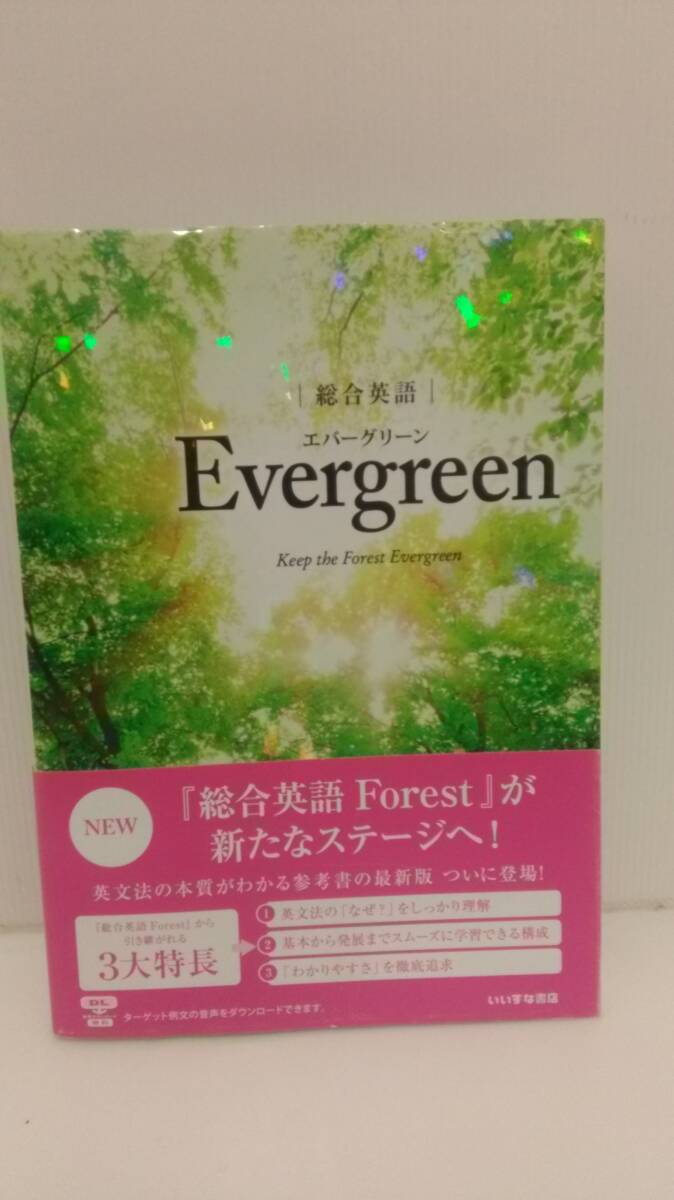 総合英語
エバーグリーン
Evergreen
Keep the Forest Evergreen
NEW
『総合英語 Forest』が
新たなステージへ!
英文法の本質がわかる参考書の最新版 ついに登場!
『総合英語 Forest』から
引き継がれる
3大特長
1 英文法の「なぜ?」をしっかり理解
2 基本から発展までスムーズに学習できる構成
3 「わかりやすさ」を徹底追求
DL
ターゲット例文の音声をダウンロードできます。
いいずな書店